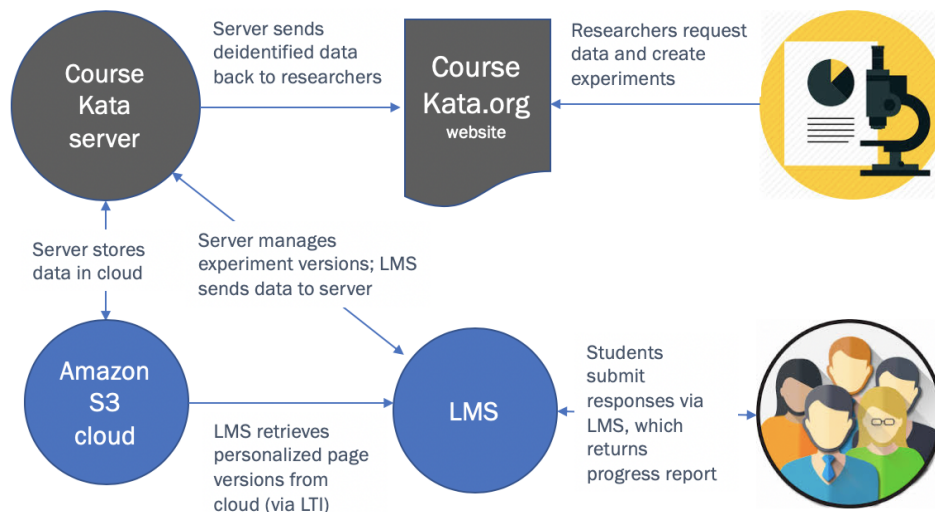 Course
Kata
server
Server sends
deidentified data
back to researchers
Course
Kata.org
website
Researchers request
data and create
experiments
Server stores
data in cloud
Server manages
experiment versions; LMS
sends data to server
Amazon
S3
cloud
LMS retrieves
personalized page
versions from
cloud (via LTI)
LMS
Students
submit
responses via
LMS, which
returns
progress report